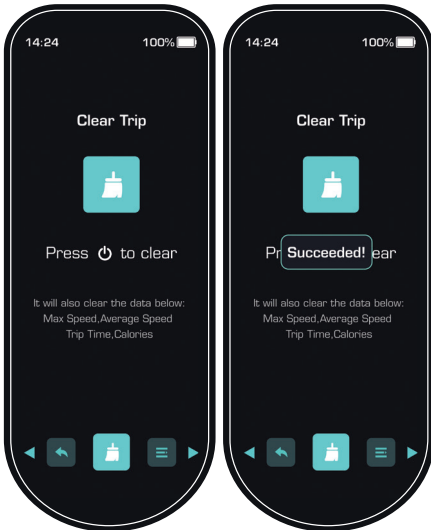 14:24 100%
Clear Trip
Press to clear
It will also clear the data below:
Max Speed,Average Speed
Trip Time,Calories
14:24 100%
Clear Trip
Pr Succeeded! ear
It will also clear the data below:
Max Speed,Average Speed
Trip Time,Calories